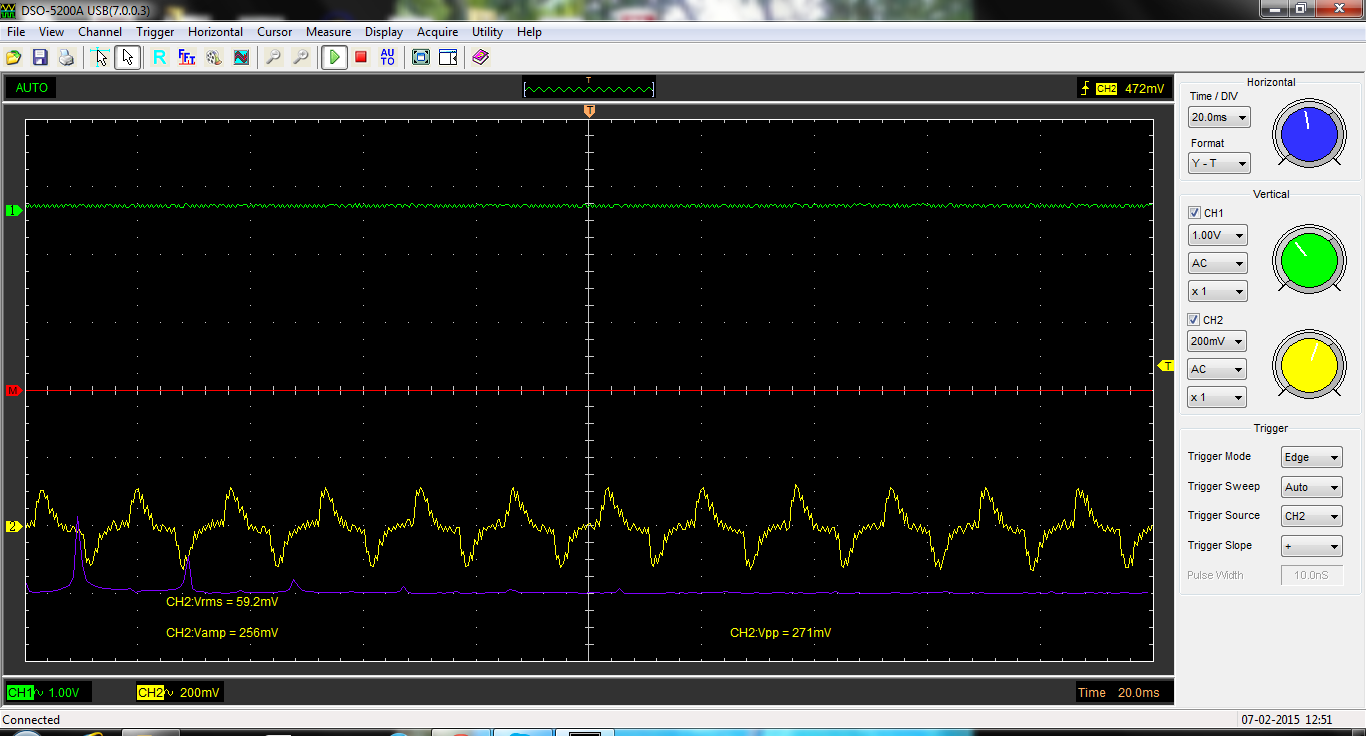 DSO-5200A USB(7.0.0.3)
File View Channel Trigger Horizontal Cursor Measure Display Acquire Utility Help
R FFT AUTO
AUTO T CH2 472mV
T
1
M
T
2
CH2:Vrms = 59.2mV
CH2:Vamp = 256mV CH2:Vpp = 271mV
CH1 1.00V CH2 200mV Time 20.0ms
Horizontal
Time / DIV
20.0ms
Format
Y - T
Vertical
CH1
1.00V
AC
x 1
CH2
200mV
AC
x 1
Trigger
Trigger Mode Edge
Trigger Sweep Auto
Trigger Source CH2
Trigger Slope +
Pulse Width 10.0nS
Connected 07-02-2015 12:51